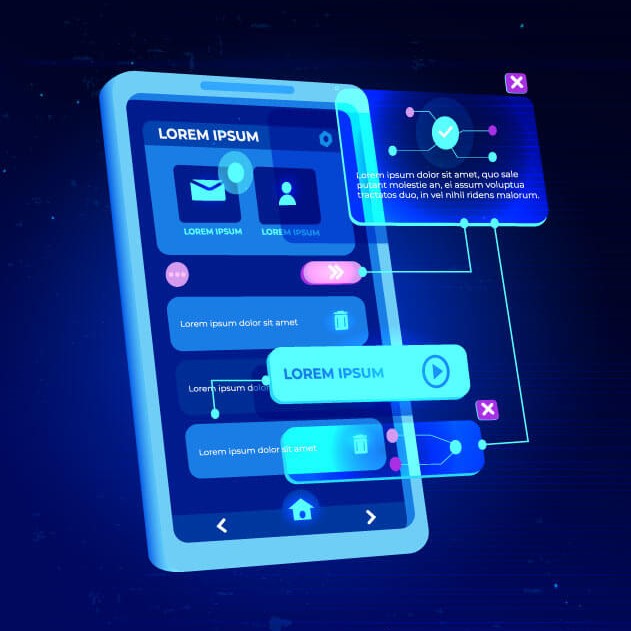 LOREM IPSUM
LOREM IPSUM
LOREM IPSUM
Lorem ipsum dolor sit amet, quo sale
putant molestie an, ei assum voluptua
tractatos duo, in vel nihil ridens malorum.
Lorem ipsum dolor sit amet
LOREM IPSUM
Lorem ipsum dolor
Lorem ipsum dolor sit amet